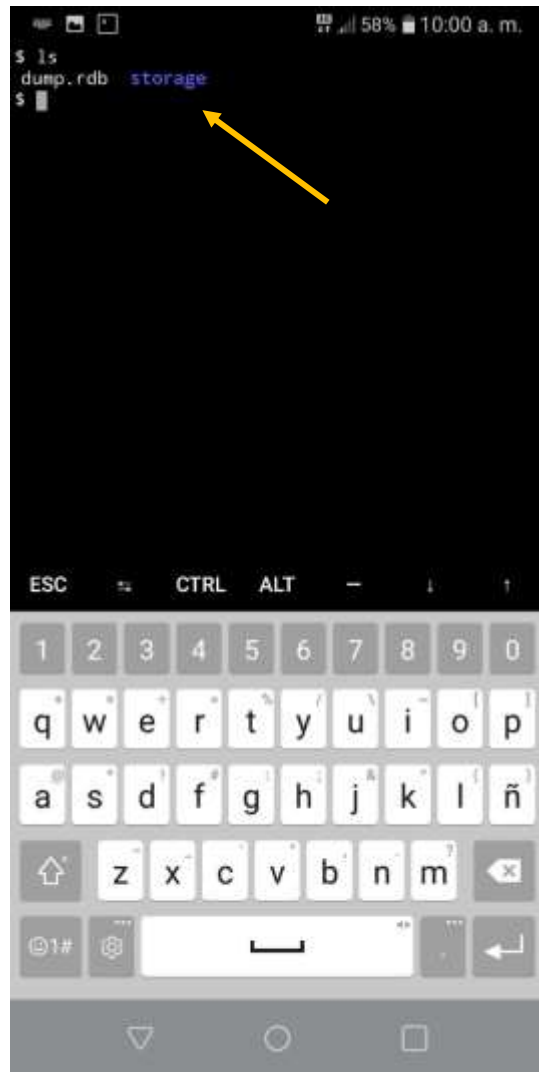 58% 10:00 a. m.
$ ls
dump.rdb storage
$
ESC CTRL ALT –
1 2 3 4 5 6 7 8 9 0
q w e r t y u i o p
a s d f g h j k l ñ
z x c v b n m
1#